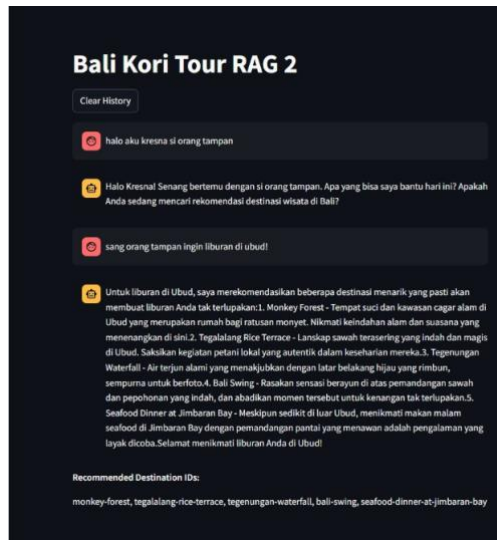 Bali Kori Tour RAG 2
Clear History
halo aku kresna si orang tampan
Halo Kresna! Senang bertemu dengan si orang tampan. Apa yang bisa saya bantu hari ini? Apakah
Anda sedang mencari rekomendasi destinasi wisata di Bali?
sang orang tampan ingin liburan di ubud!
Untuk liburan di Ubud, saya merekomendasikan beberapa destinasi menarik yang pasti akan
membuat liburan Anda tak terlupakan:1. Monkey Forest - Tempat suci dan kawasan cagar alam di
Ubud yang merupakan rumah bagi ratusan monyet. Nikmati keindahan alam dan suasana yang
menenangkan di sini.2. Tegalalang Rice Terrace - Lanskap sawah terasering yang indah dan magis
di Ubud. Saksikan kegiatan petani lokal yang autentik dalam keseharian mereka.3. Tegenungan
Waterfall - Air terjun alami yang menakjubkan dengan latar belakang hijau yang rimbun,
sempurna untuk berfoto.4. Bali Swing - Rasakan sensasi berayun di atas pemandangan sawah
dan pepohonan yang indah, dan abadikan momen tersebut untuk kenangan tak terlupakan.5.
Seafood Dinner at Jimbaran Bay - Meskipun sedikit di luar Ubud, menikmati makan malam
seafood di Jimbaran Bay dengan pemandangan pantai yang menawan adalah pengalaman yang
layak dicoba.Selamat menikmati liburan Anda di Ubud!
Recommended Destination IDs:
monkey-forest, tegalalang-rice-terrace, tegenungan-waterfall, bali-swing, seafood-dinner-at-jimbaran-bay